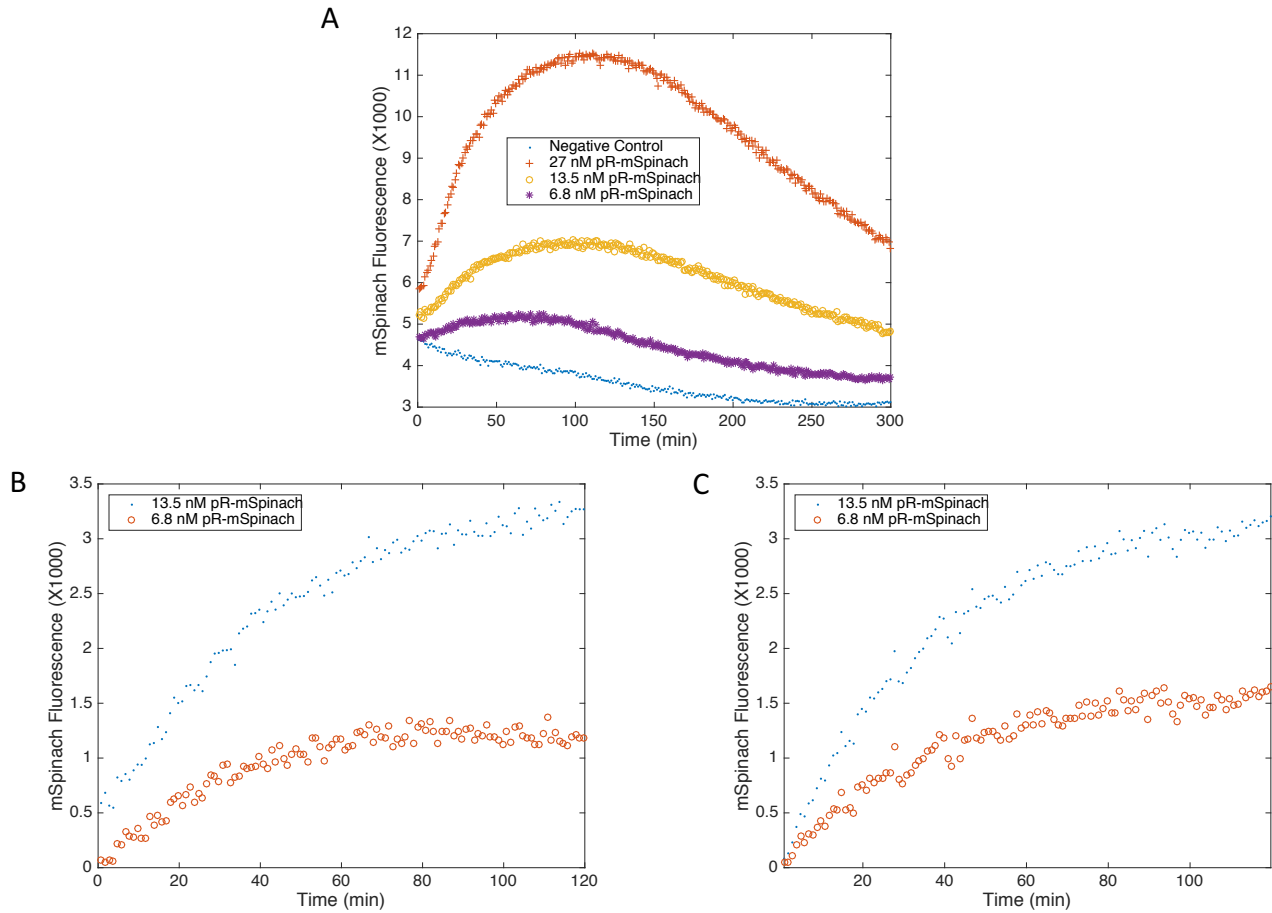 A
12
11
10
9
8
7
6
5
4
3
mSpinach Fluorescence (X1000)
Negative Control
27 nM pR-mSpinach
13.5 nM pR-mSpinach
6.8 nM pR-mSpinach
0 50 100 150 200 250 300
Time (min)
B
3.5
3
2.5
2
1.5
1
0.5
0
mSpinach Fluorescence (X1000)
13.5 nM pR-mSpinach
6.8 nM pR-mSpinach
0 20 40 60 80 100 120
Time (min)
C
3.5
3
2.5
2
1.5
1
0.5
0
mSpinach Fluorescence (X1000)
13.5 nM pR-mSpinach
6.8 nM pR-mSpinach
20 40 60 80 100
Time (min)